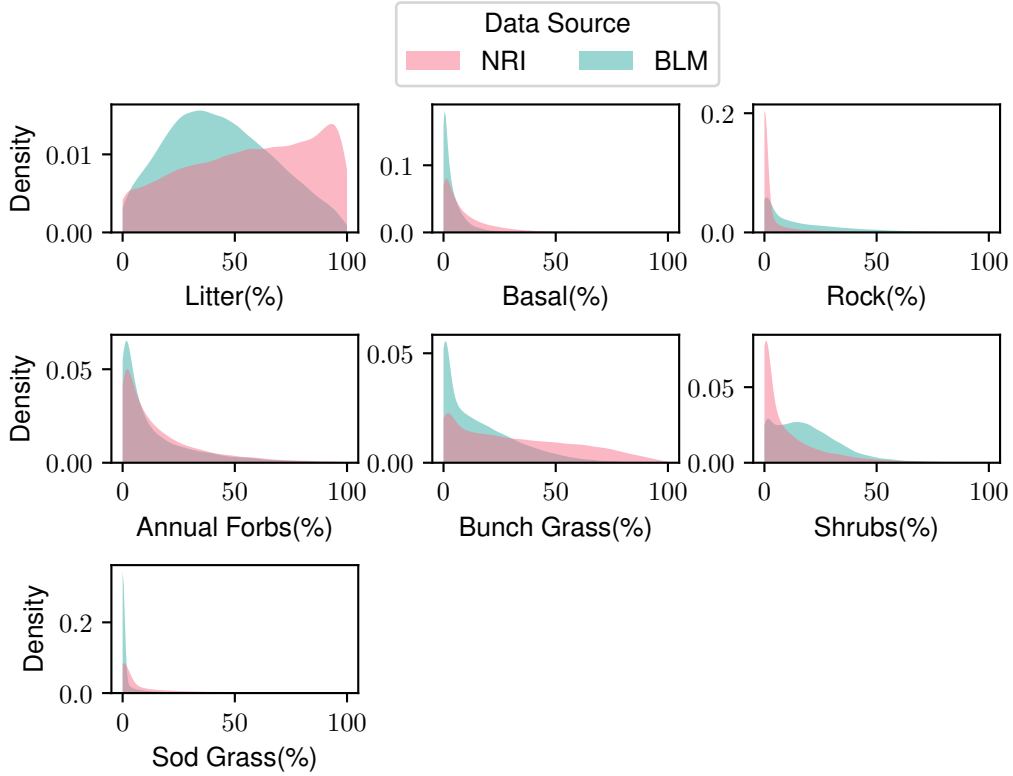 Data Source
NRI BLM
Density
0.01
0.00
0 50 100
Litter(%)
0.1
0.0
0 50 100
Basal(%)
0.2
0.0
0 50 100
Rock(%)
Density
0.05
0.00
0 50 100
Annual Forbs(%)
0.05
0.00
0 50 100
Bunch Grass(%)
0.05
0.00
0 50 100
Shrubs(%)
Density
0.2
0.0
0 50 100
Sod Grass(%)